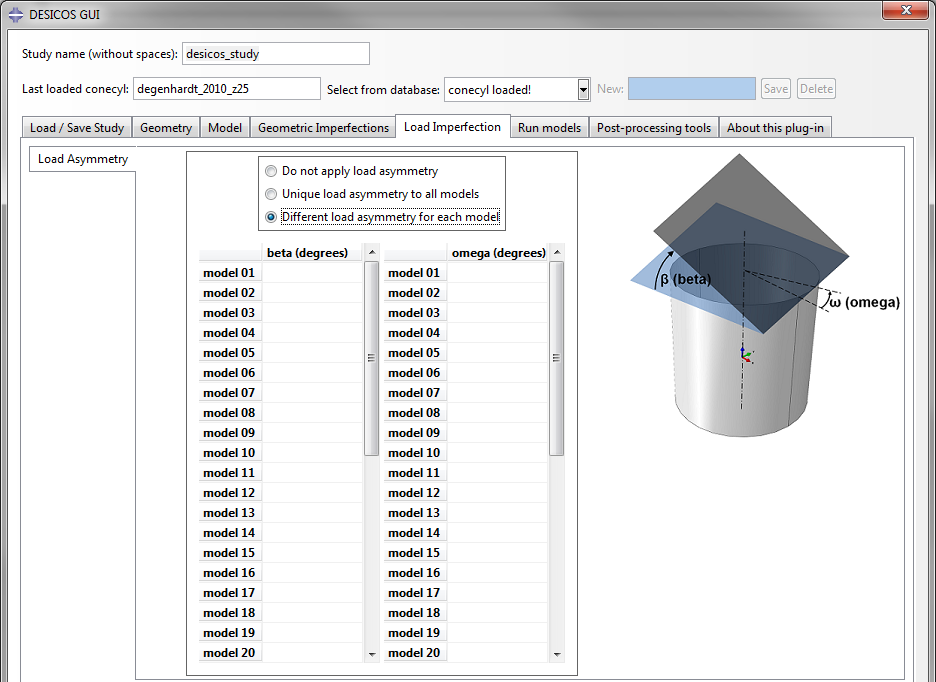 DESICOS GUI
Study name (without spaces): desicos_study
Last loaded conecyl: degenhardt_2010_z25 Select from database: conecyl loaded! New: Save Delete
Load / Save Study Geometry Model Geometric Imperfections Load Imperfection Run models Post-processing tools About this plug-in
Load Asymmetry
Do not apply load asymmetry
Unique load asymmetry to all models
Different load asymmetry for each model
beta (degrees) omega (degrees)
model 01 model 01
model 02 model 02
model 03 model 03
model 04 model 04
model 05 model 05
model 06 model 06
model 07 model 07
model 08 model 08
model 09 model 09
model 10 model 10
model 11 model 11
model 12 model 12
model 13 model 13
model 14 model 14
model 15 model 15
model 16 model 16
model 17 model 17
model 18 model 18
model 19 model 19
model 20 model 20
β (beta)
ω (omega)